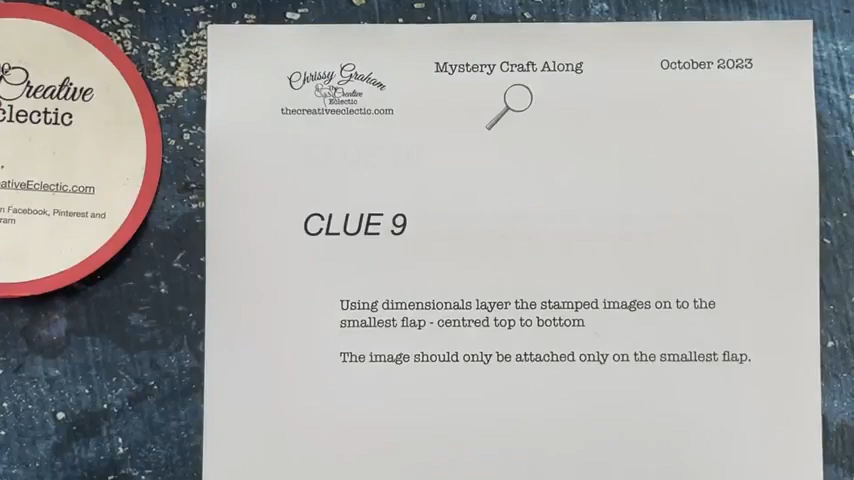 Creative
clectic
ativeEclectic.com
n Facebook, Pinterest and
ram
Chrissy Graham
The Creative
Eclectic
thecreativeeclectic.com
Mystery Craft Along
October 2023
CLUE 9
Using dimensionals layer the stamped images on to the
smallest flap - centred top to bottom
The image should only be attached only on the smallest flap.